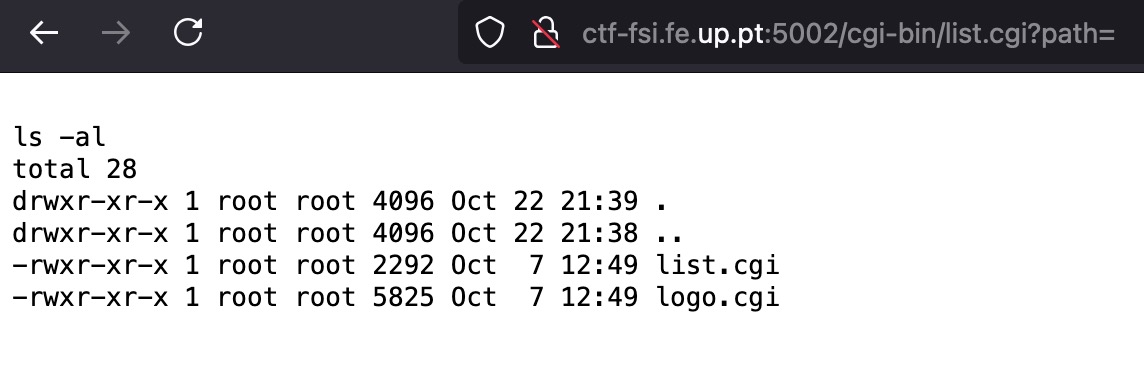 ctf-fsi.fe.up.pt:5002/cgi-bin/list.cgi?path=
ls -al
total 28
drwxr-xr-x 1 root root 4096 Oct 22 21:39 .
drwxr-xr-x 1 root root 4096 Oct 22 21:38 ..
-rwxr-xr-x 1 root root 2292 Oct  7 12:49 list.cgi
-rwxr-xr-x 1 root root 5825 Oct  7 12:49 logo.cgi